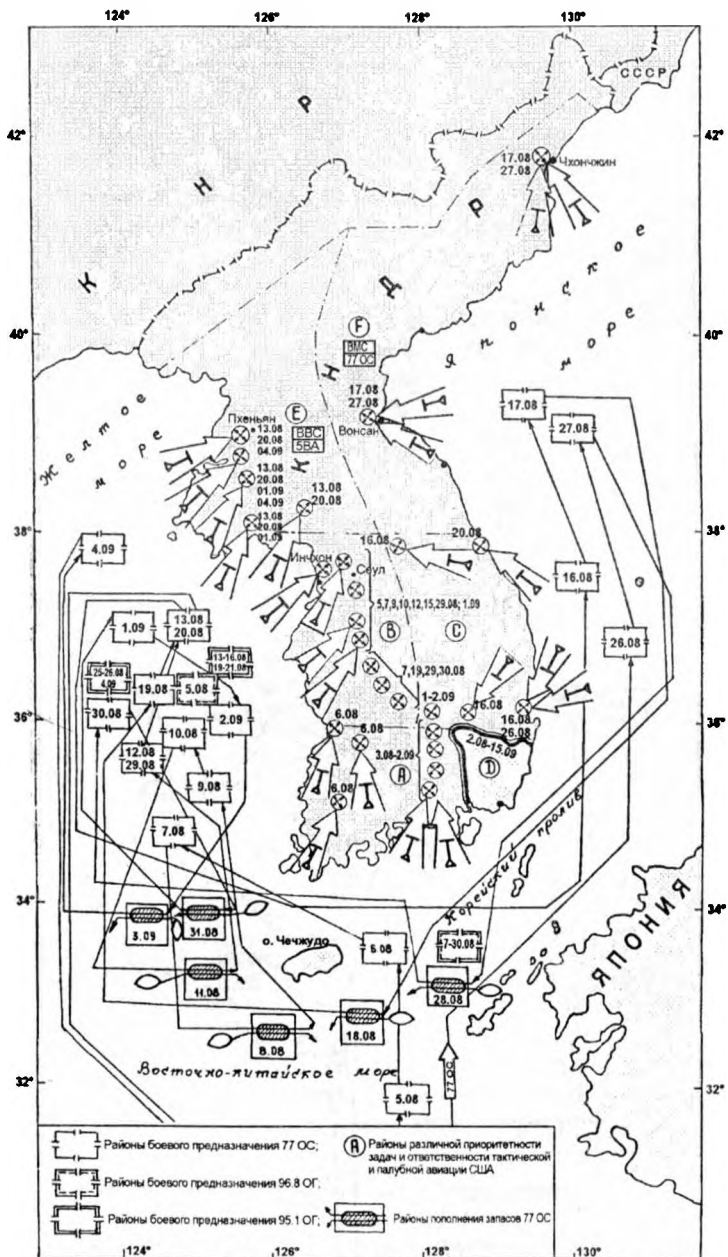 124°
126°
128°
130°
СССР
42°
42°
К
Н
Р
17.08
27.08
Чхончжин
К
Н
Д
Р
Японское
море
40°
40°
F
ВМС
77 ОС
17.08
27.08
Вонсан
17.08
27.08
Желтое
море
Пхеньян
13.08
20.08
04.09
E
ВВС
5ВА
13.08
20.08
01.09
04.09
13.08
20.08
13.08
20.08
01.09
38°
38°
16.08
20.08
4.09
Инчхон
Сеул
16.08
5,7,8,10,12,15,29.08; 1.09
1.09
13.08
20.08
B
C
26.08
13-16.08
19-21.08
25-26.08
4.09
19.08
5.08
7,19,29,30.08
30.08
2.09
1-2.09
16.08
16.08
26.08
36°
36°
10.08
6.08
6.08
12.08
29.08
3.08-2.09
A
2.08-15.09
D
9.08
6.08
7.08
Корейский пролив
34°
34°
3.09
31.08
о. Чечжудо
6.08
7-30.08
ЯПОНИЯ
11.08
28.08
18.08
8.08
Восточно-китайское море
77 ОС
32°
32°
5.08
Районы боевого предназначения 77 ОС;
Районы боевого предназначения 96.8 ОГ;
Районы боевого предназначения 95.1 ОГ;
A
Районы различной приоритетности
задач и ответственности тактической
и палубной авиации США
Районы пополнения запасов 77 ОС
124°
126°
128°
130°